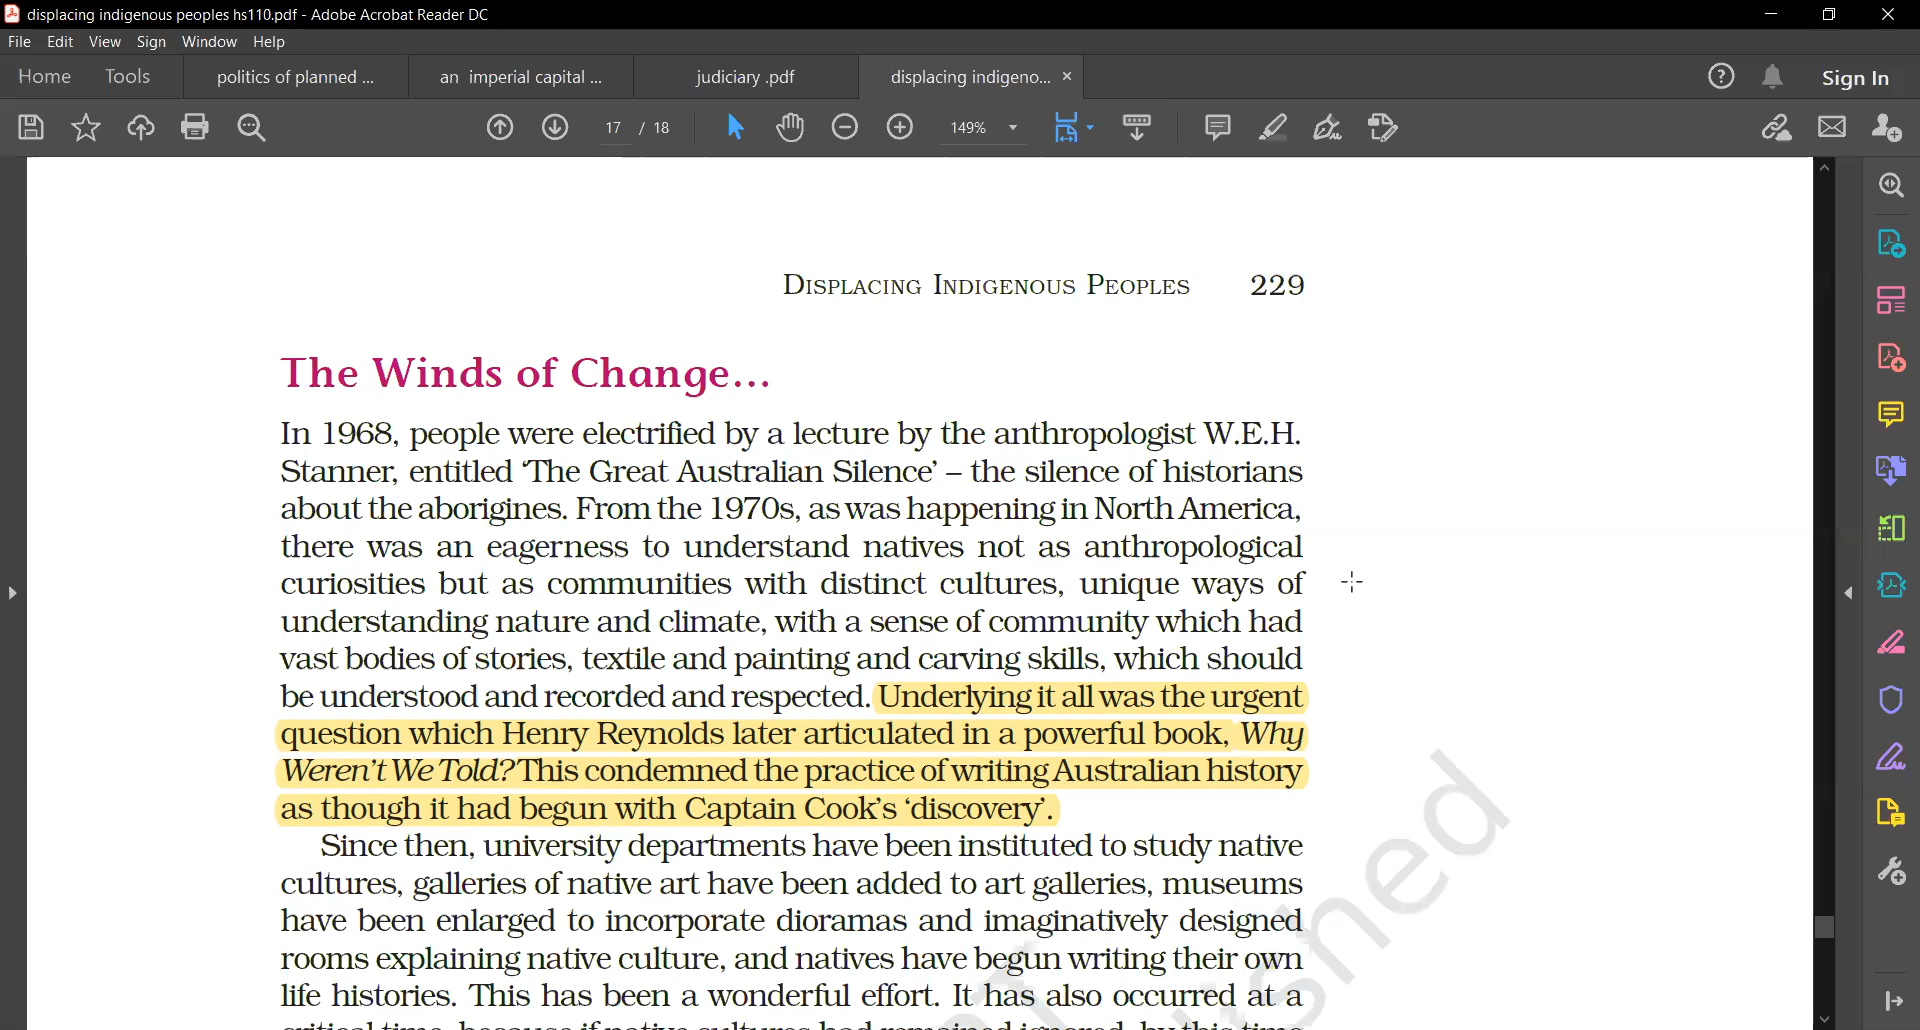 displacing indigenous peoples hs110.pdf - Adobe Acrobat Reader DC
File Edit View Sign Window Help
Home Tools politics of planned ... an imperial capital ... judiciary .pdf displacing indigeno... × Sign In
17 / 18 149%
DISPLACING INDIGENOUS PEOPLES 229
The Winds of Change...
In 1968, people were electrified by a lecture by the anthropologist W.E.H.
Stanner, entitled ‘The Great Australian Silence’ – the silence of historians
about the aborigines. From the 1970s, as was happening in North America,
there was an eagerness to understand natives not as anthropological
curiosities but as communities with distinct cultures, unique ways of
understanding nature and climate, with a sense of community which had
vast bodies of stories, textile and painting and carving skills, which should
be understood and recorded and respected. Underlying it all was the urgent
question which Henry Reynolds later articulated in a powerful book, Why
Weren’t We Told? This condemned the practice of writing Australian history
as though it had begun with Captain Cook’s ‘discovery’.
Since then, university departments have been instituted to study native
cultures, galleries of native art have been added to art galleries, museums
have been enlarged to incorporate dioramas and imaginatively designed
rooms explaining native culture, and natives have begun writing their own
life histories. This has been a wonderful effort. It has also occurred at a